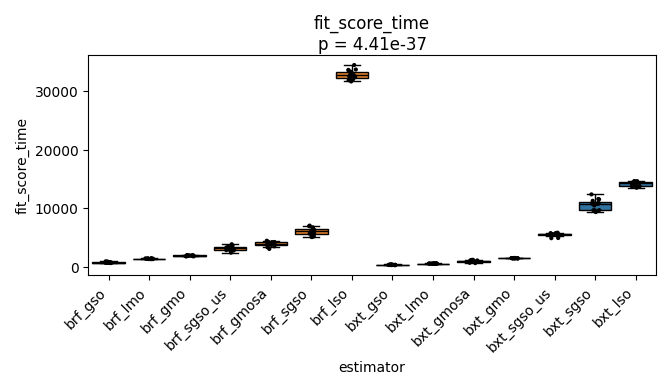 fit_score_time
p = 4.41e-37
fit_score_time
30000
20000
10000
0
brf_gso
brf_lmo
brf_gmo
brf_sgso_us
brf_gmosa
brf_sgso
brf_lso
bxt_gso
bxt_lmo
bxt_gmosa
bxt_gmo
bxt_sgso_us
bxt_sgso
bxt_lso
estimator